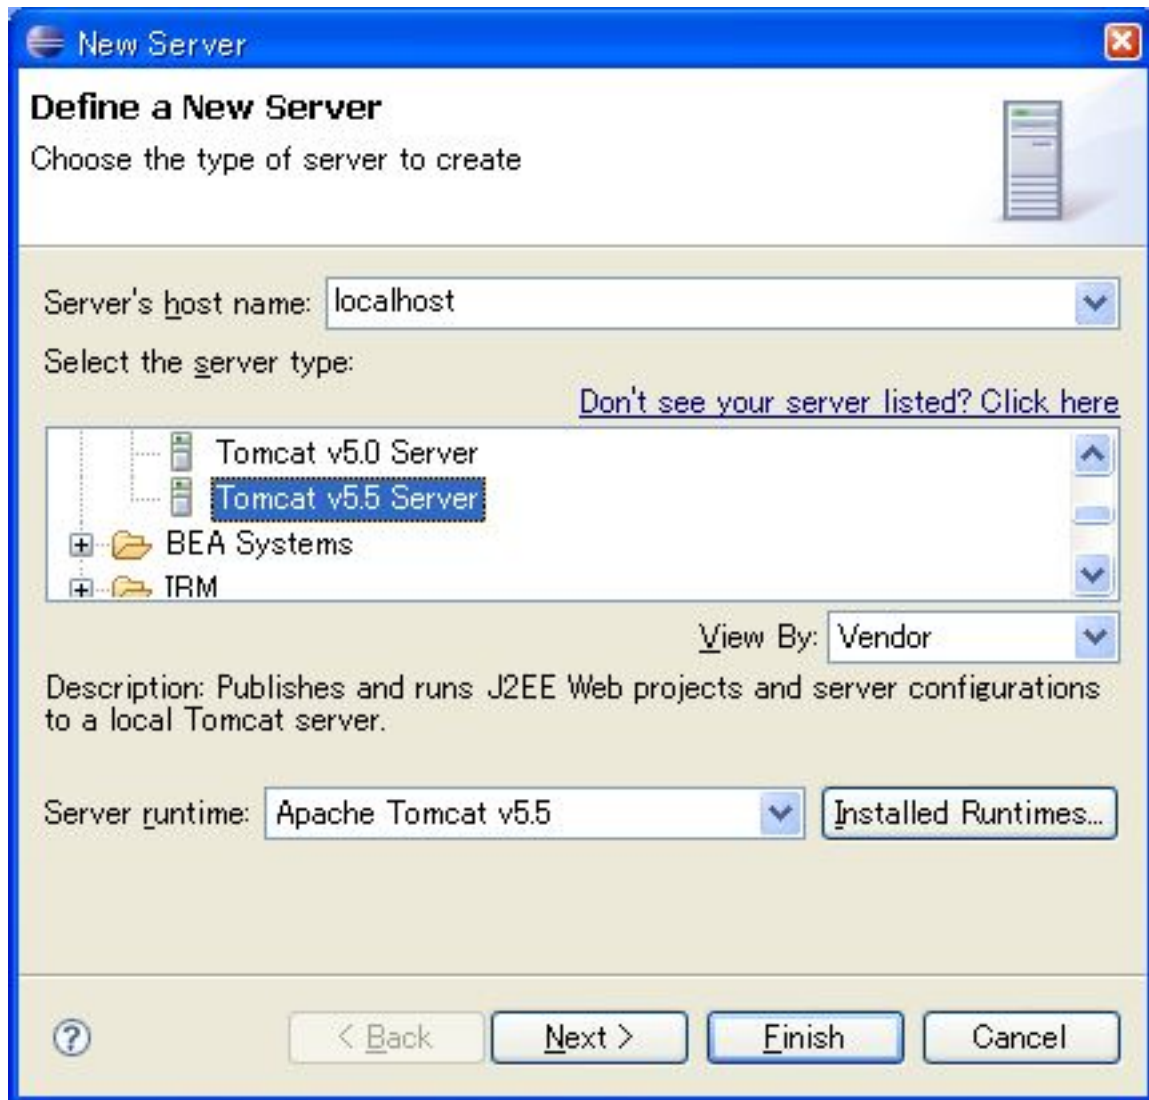 New Server
Define a New Server
Choose the type of server to create
Server's host name: localhost
Select the server type:
Don't see your server listed? Click here
Tomcat v5.0 Server
Tomcat v5.5 Server
BEA Systems
IBM
View By: Vendor
Description: Publishes and runs J2EE Web projects and server configurations
to a local Tomcat server.
Server runtime: Apache Tomcat v5.5 Installed Runtimes...
< Back Next > Finish Cancel